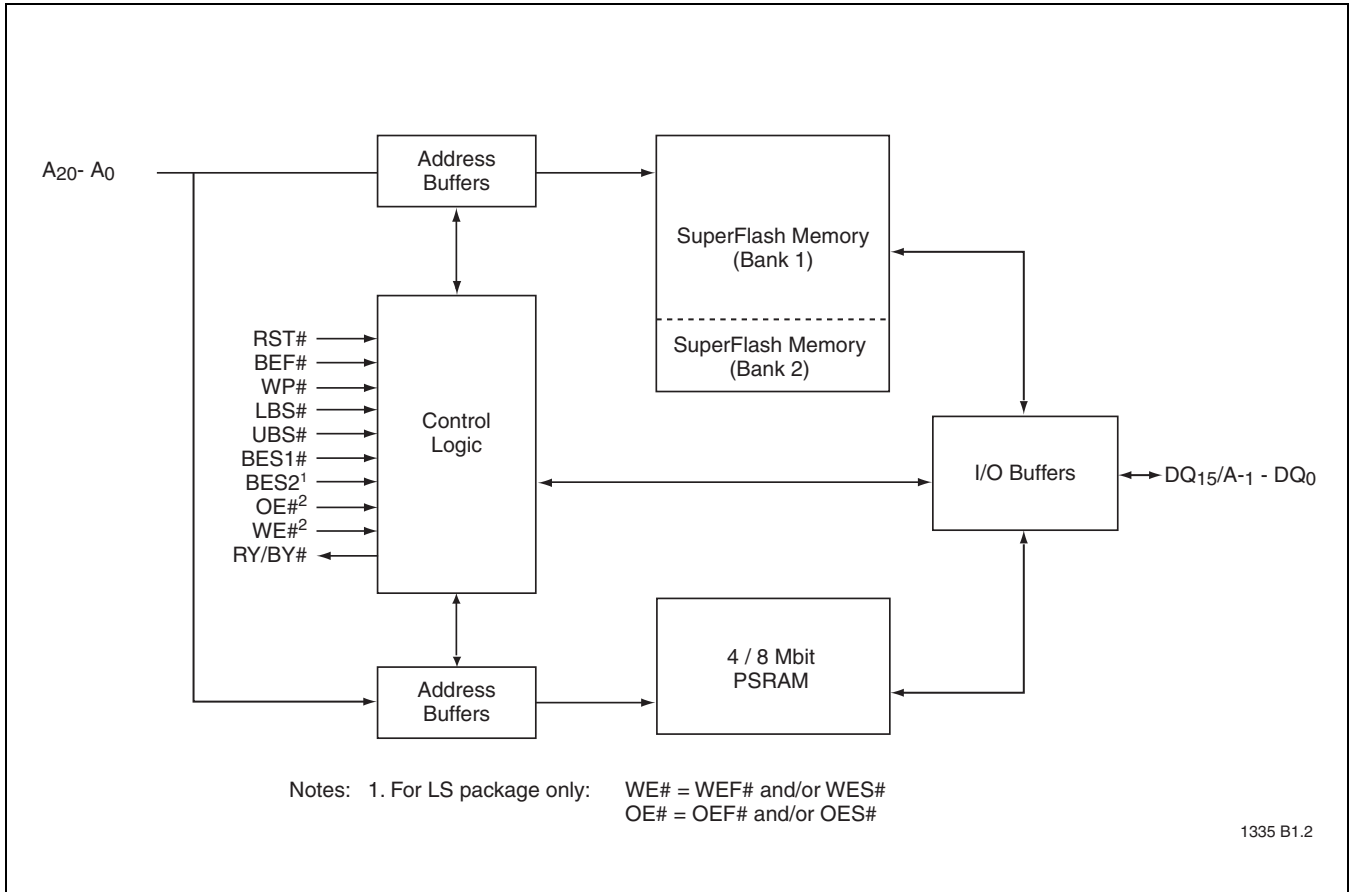 Address
Buffers
A20- A0
SuperFlash Memory
(Bank 1)
SuperFlash Memory
(Bank 2)
RST#
BEF#
WP#
LBS#
UBS#
BES1#
BES2¹
OE#²
WE#²
RY/BY#
Control
Logic
I/O Buffers
DQ15/A-1 - DQ0
4 / 8 Mbit
PSRAM
Address
Buffers
Notes: 1. For LS package only: WE# = WEF# and/or WES#
OE# = OEF# and/or OES#
1335 B1.2